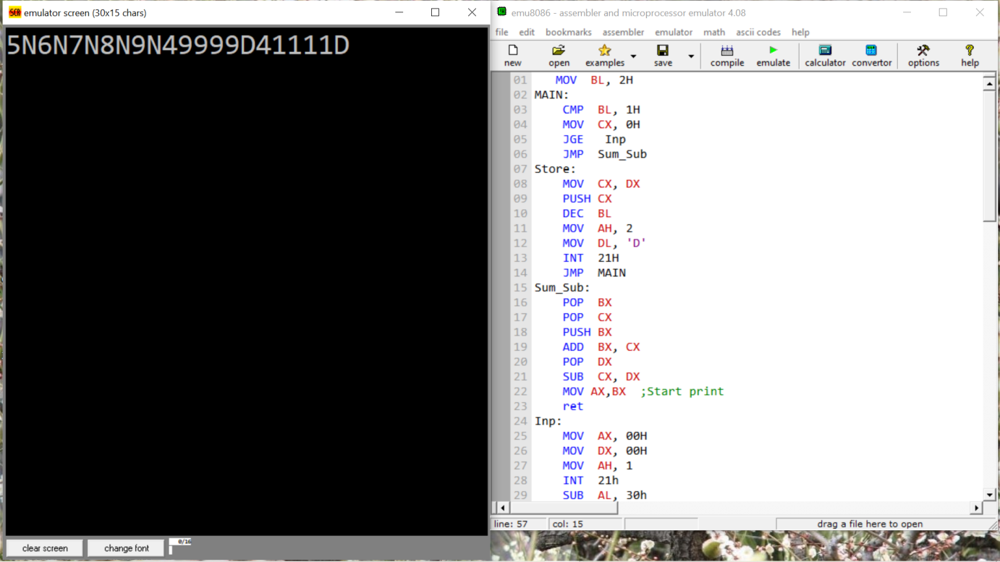 SCR emulator screen (30x15 chars)
5N6N7N8N9N49999D41111D
clear screen change font 0/16
emu8086 - assembler and microprocessor emulator 4.08
file edit bookmarks assembler emulator math ascii codes help
new open examples save compile emulate calculator convertor options help
01 MOV BL, 2H
02 MAIN:
03 CMP BL, 1H
04 MOV CX, 0H
05 JGE Inp
06 JMP Sum_Sub
07 Store:
08 MOV CX, DX
09 PUSH CX
10 DEC BL
11 MOV AH, 2
12 MOV DL, 'D'
13 INT 21H
14 JMP MAIN
15 Sum_Sub:
16 POP BX
17 POP CX
18 PUSH BX
19 ADD BX, CX
20 POP DX
21 SUB CX, DX
22 MOV AX,BX ;Start print
23 ret
24 Inp:
25 MOV AX, 00H
26 MOV DX, 00H
27 MOV AH, 1
28 INT 21h
29 SUB AL, 30h
line: 57 col: 15 drag a file here to open